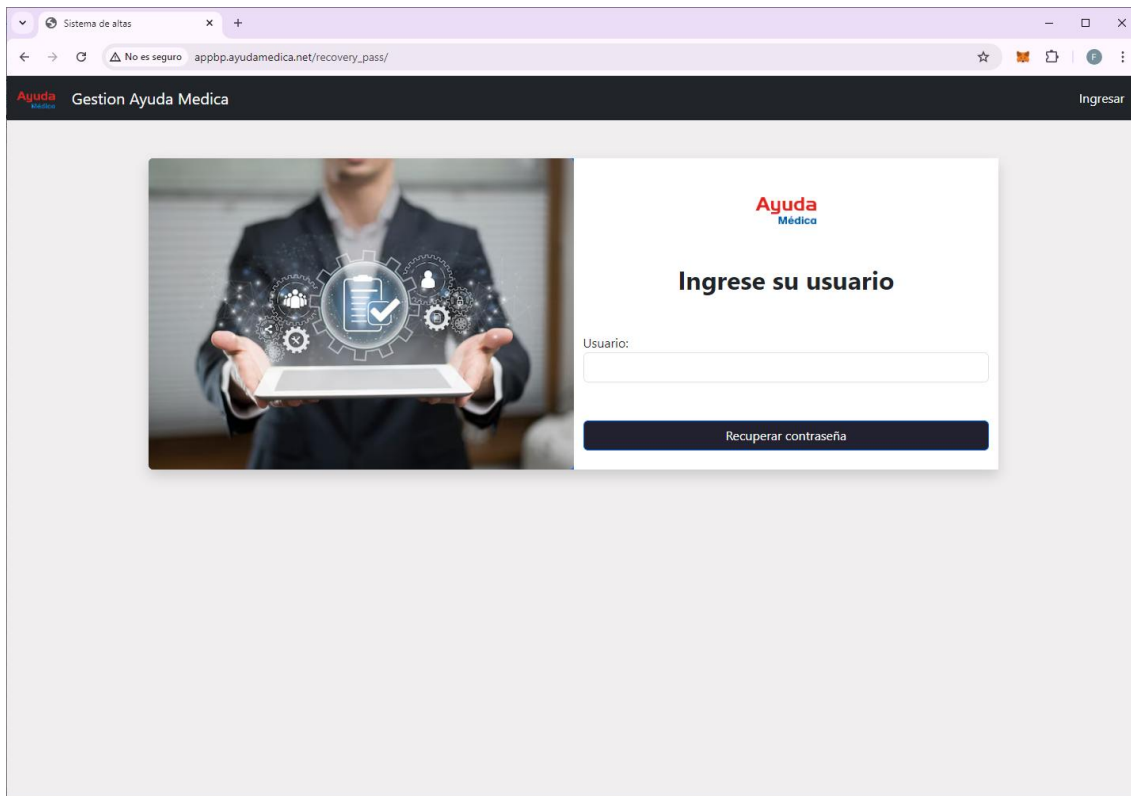 Sistema de altas
No es seguro appbp.ayudamedica.net/recovery_pass/
F
Ayuda
Médica
Gestion Ayuda Medica
Ingresar
Ayuda
Médica
Ingrese su usuario
Usuario:
Recuperar contraseña